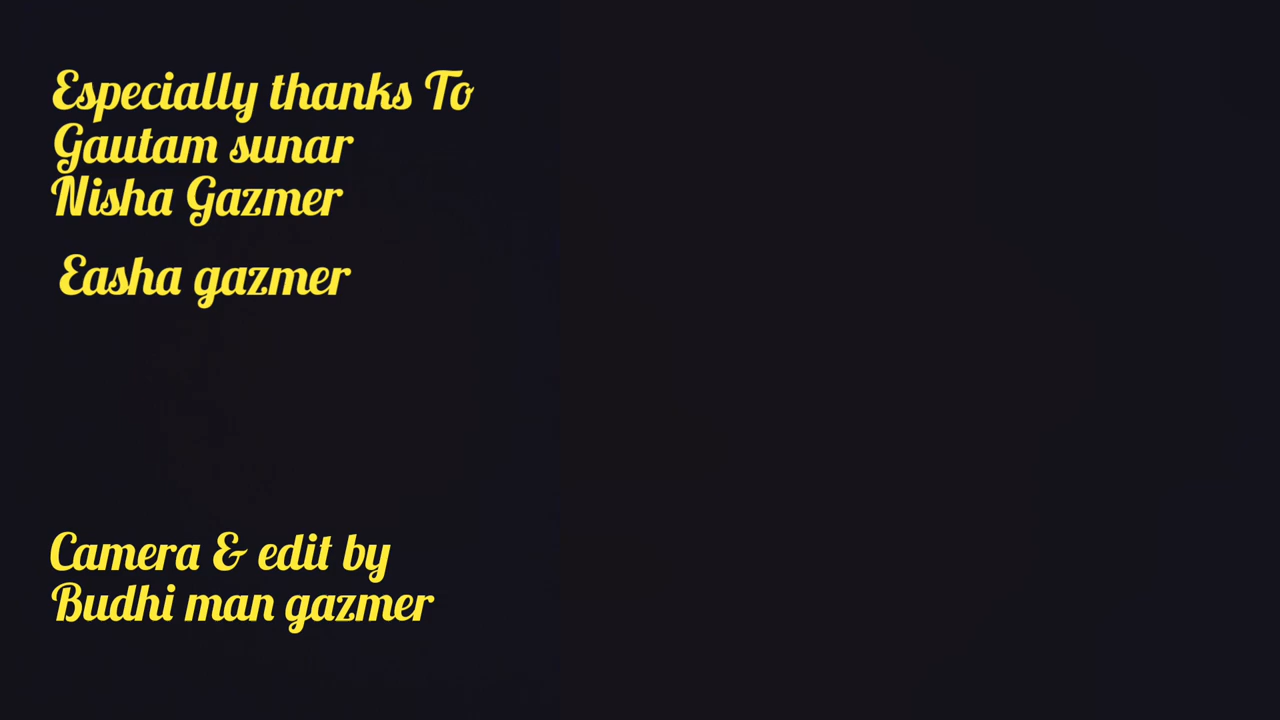 Especially thanks To
Gautam sunar
Nisha Gazmer
Easha gazmer
Camera & edit by
Budhi man gazmer